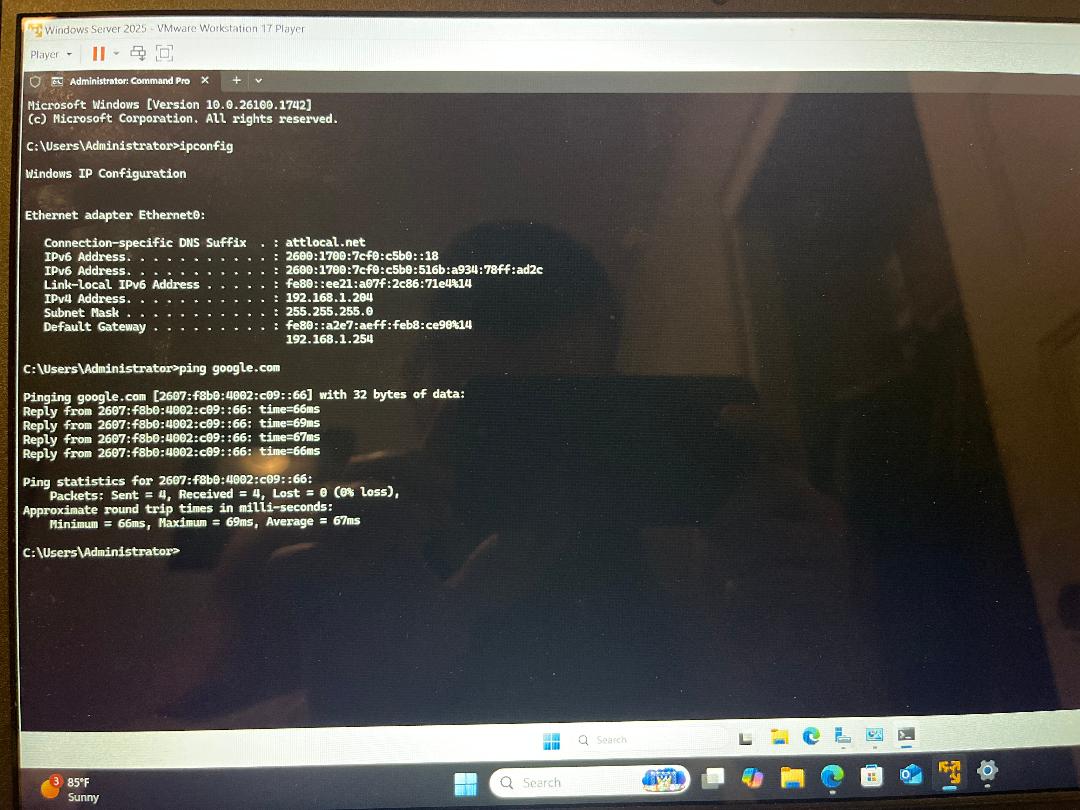 Windows Server 2025 - VMware Workstation 17 Player
Player
Administrator: Command Pro
Microsoft Windows [Version 10.0.26100.1742]
(c) Microsoft Corporation. All rights reserved.
C:\Users\Administrator>ipconfig
Windows IP Configuration
Ethernet adapter Ethernet0:
Connection-specific DNS Suffix . : attlocal.net
IPv6 Address. . . . . . . . . . . : 2600:1700:7cf0:c5b0::18
IPv6 Address. . . . . . . . . . . : 2600:1700:7cf0:c5b0:516b:a934:78ff:ad2c
Link-local IPv6 Address . . . . . : fe80::ee21:a07f:2c86:71e4%14
IPv4 Address. . . . . . . . . . . : 192.168.1.204
Subnet Mask . . . . . . . . . . . : 255.255.255.0
Default Gateway . . . . . . . . . : fe80::a2e7:aeff:feb8:ce90%14
192.168.1.254
C:\Users\Administrator>ping google.com
Pinging google.com [2607:f8b0:4002:c09::66] with 32 bytes of data:
Reply from 2607:f8b0:4002:c09::66: time=66ms
Reply from 2607:f8b0:4002:c09::66: time=69ms
Reply from 2607:f8b0:4002:c09::66: time=67ms
Reply from 2607:f8b0:4002:c09::66: time=66ms
Ping statistics for 2607:f8b0:4002:c09::66:
Packets: Sent = 4, Received = 4, Lost = 0 (0% loss),
Approximate round trip times in milli-seconds:
Minimum = 66ms, Maximum = 69ms, Average = 67ms
C:\Users\Administrator>
Search
3
85°F
Sunny
Search